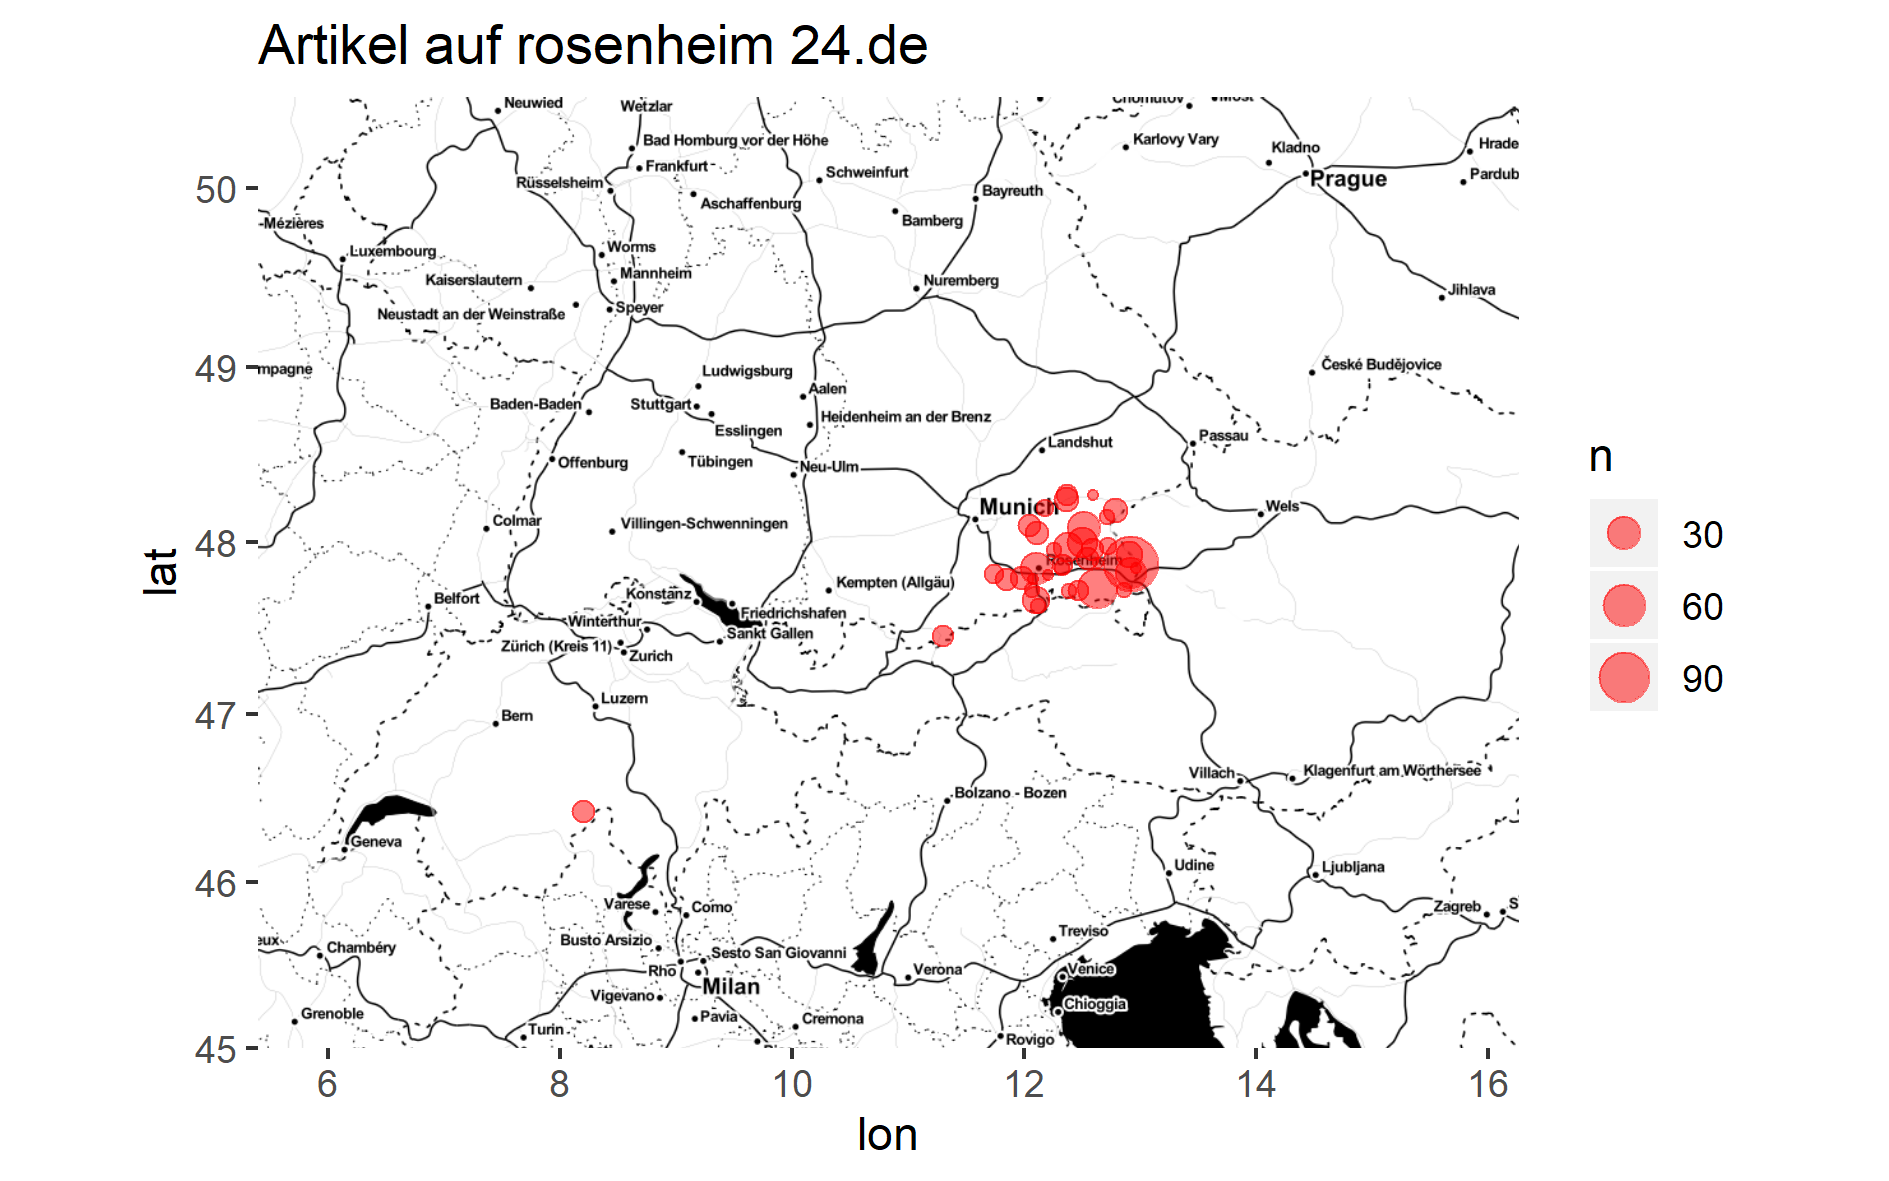 Artikel auf rosenheim 24.de
Neuwied
Wetzlar
Chomutov
Most
Bad Homburg vor der Höhe
Karlovy Vary
Kladno
Hrade
Frankfurt
Schweinfurt
Prague
Pardub
Rüsselsheim
Bayreuth
Aschaffenburg
Bamberg
-Mézières
Luxembourg
Worms
Mannheim
Kaiserslautern
Nuremberg
Jihlava
Neustadt an der Weinstraße
Speyer
mpagne
Ludwigsburg
České Budějovice
Aalen
Baden-Baden
Stuttgart
Heidenheim an der Brenz
Esslingen
Landshut
Passau
Offenburg
Tübingen
Neu-Ulm
Munich
Wels
Colmar
Villingen-Schwenningen
Rosenheim
Kempten (Allgäu)
Belfort
Konstanz
Friedrichshafen
Winterthur
Sankt Gallen
Zürich (Kreis 11)
Zurich
Luzern
Bern
Villach
Klagenfurt am Wörthersee
Bolzano - Bozen
Geneva
Udine
Ljubljana
Varese
Como
Zagreb
S
Treviso
eux
Chambéry
Busto Arsizio
Sesto San Giovanni
Rho
Verona
Venice
Milan
Vigevano
Chioggia
Grenoble
Pavia
Cremona
Turin
Rovigo
50
49
48
47
46
45
lat
6
8
10
12
14
16
lon
n
30
60
90